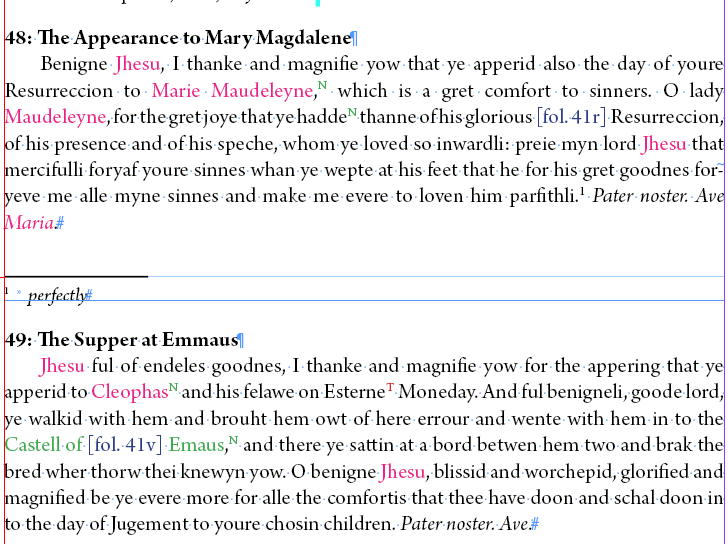 48: The Appearance to Mary Magdalene¶
Benigne Jhesu, I thanke and magnifie yow that ye apperid also the day of youre
Resurreccion to Marie Maudeleyne,ᴺ which is a gret comfort to sinners. O lady
Maudeleyne, for the gret joye that ye haddeᴺ thanne of his glorious [fol. 41r] Resurreccion,
of his presence and of his speche, whom ye loved so inwardli: preie myn lord Jhesu that
mercifulli foryaf youre sinnes whan ye wepte at his feet that he for his gret goodnes for-
yeve me alle myne sinnes and make me evere to loven him parfithli.¹ Pater noster. Ave
Maria.#
¹ » perfectly#
49: The Supper at Emmaus¶
Jhesu ful of endeles goodnes, I thanke and magnifie yow for the appering that ye
apperid to Cleophasᴺ and his felawe on Esterneᵀ Moneday. And ful benigneli, goode lord,
ye walkid with hem and brouht hem owt of here errour and wente with hem in to the
Castell of [fol. 41v] Emaus,ᴺ and there ye sattin at a bord betwen hem two and brak the
bred wher thorw thei knewyn yow. O benigne Jhesu, blissid and worchepid, glorified and
magnified be ye evere more for alle the comfortis that thee have doon and schal doon in
to the day of Jugement to youre chosin children. Pater noster. Ave.#